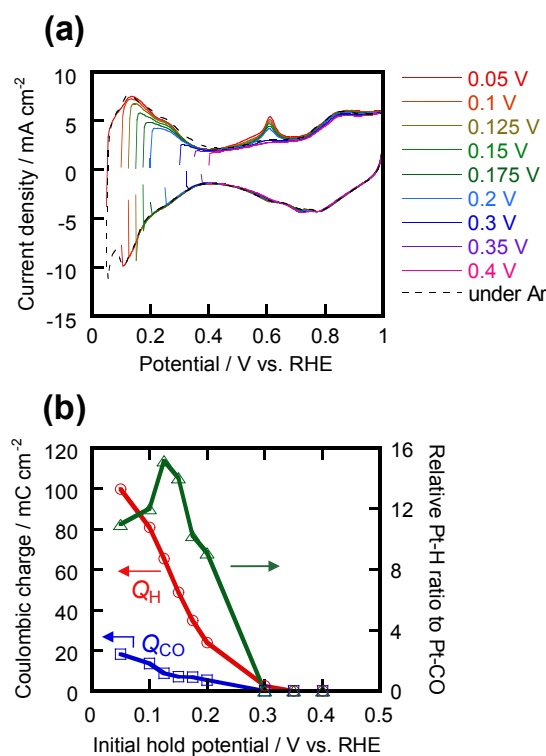 (a)
10
5
0
-5
-10
-15
Current density / mA cm-2
0
0.2
0.4
0.6
0.8
1
Potential / V vs. RHE
0.05 V
0.1 V
0.125 V
0.15 V
0.175 V
0.2 V
0.3 V
0.35 V
0.4 V
under Ar
(b)
120
100
80
60
40
20
0
Coulombic charge / mC cm-2
QH
QCO
16
12
8
4
0
Relative Pt-H ratio to Pt-CO
0
0.1
0.2
0.3
0.4
0.5
Initial hold potential / V vs. RHE